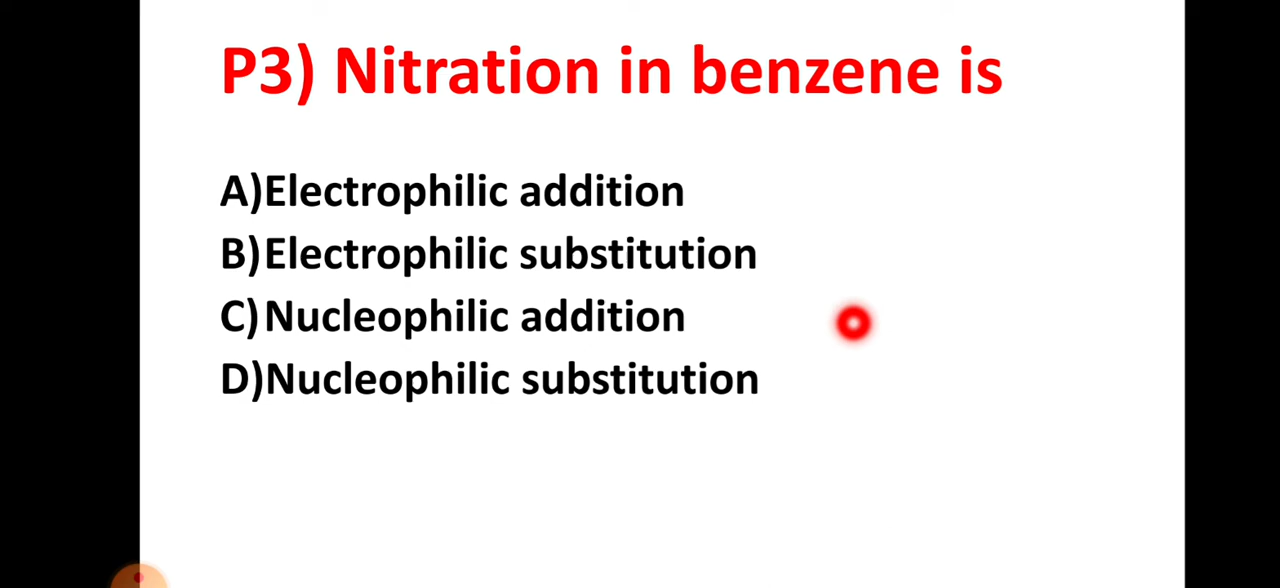 P3) Nitration in benzene is
A)Electrophilic addition
B)Electrophilic substitution
C)Nucleophilic addition
D)Nucleophilic substitution